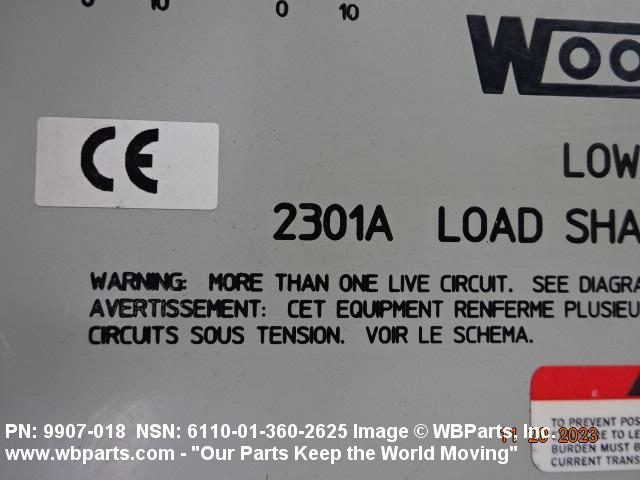 0 10 0 10
WOO
CE
LOW
2301A LOAD SHA
WARNING: MORE THAN ONE LIVE CIRCUIT. SEE DIAGRA
AVERTISSEMENT: CET EQUIPMENT RENFERME PLUSIEU
CIRCUITS SOUS TENSION. VOIR LE SCHEMA.
TO PREVENT POS
TO LE
BURDEN MUST B
CURRENT TRANS
PN: 9907-018 NSN: 6110-01-360-2625 Image © WBParts, Inc.
11 20 2023
www.wbparts.com - "Our Parts Keep the World Moving"